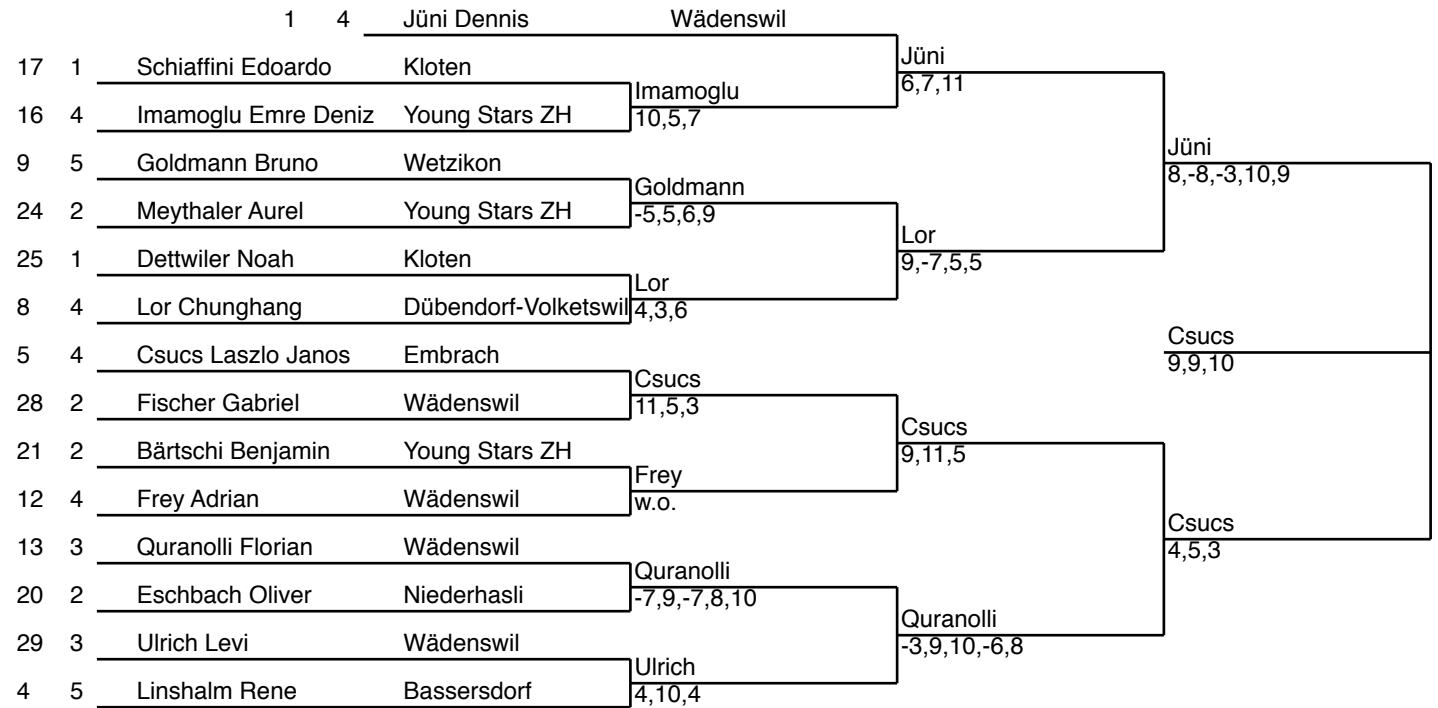 1 4 Jüni Dennis Wädenswil
Jüni
17 1 Schiaffini Edoardo Kloten
6,7,11
Imamoglu
16 4 Imamoglu Emre Deniz Young Stars ZH
10,5,7
Jüni
9 5 Goldmann Bruno Wetzikon
8,-8,-3,10,9
Goldmann
24 2 Meythaler Aurel Young Stars ZH
-5,5,6,9
Lor
25 1 Dettwiler Noah Kloten
9,-7,5,5
Lor
8 4 Lor Chunghang Dübendorf-Volketswil
4,3,6
Csucs
5 4 Csucs Laszlo Janos Embrach
9,9,10
Csucs
28 2 Fischer Gabriel Wädenswil
11,5,3
Csucs
21 2 Bärtschi Benjamin Young Stars ZH
9,11,5
Frey
12 4 Frey Adrian Wädenswil
w.o.
Csucs
13 3 Quranolli Florian Wädenswil
4,5,3
Quranolli
20 2 Eschbach Oliver Niederhasli
-7,9,-7,8,10
Quranolli
29 3 Ulrich Levi Wädenswil
-3,9,10,-6,8
Ulrich
4 5 Linshalm Rene Bassersdorf
4,10,4